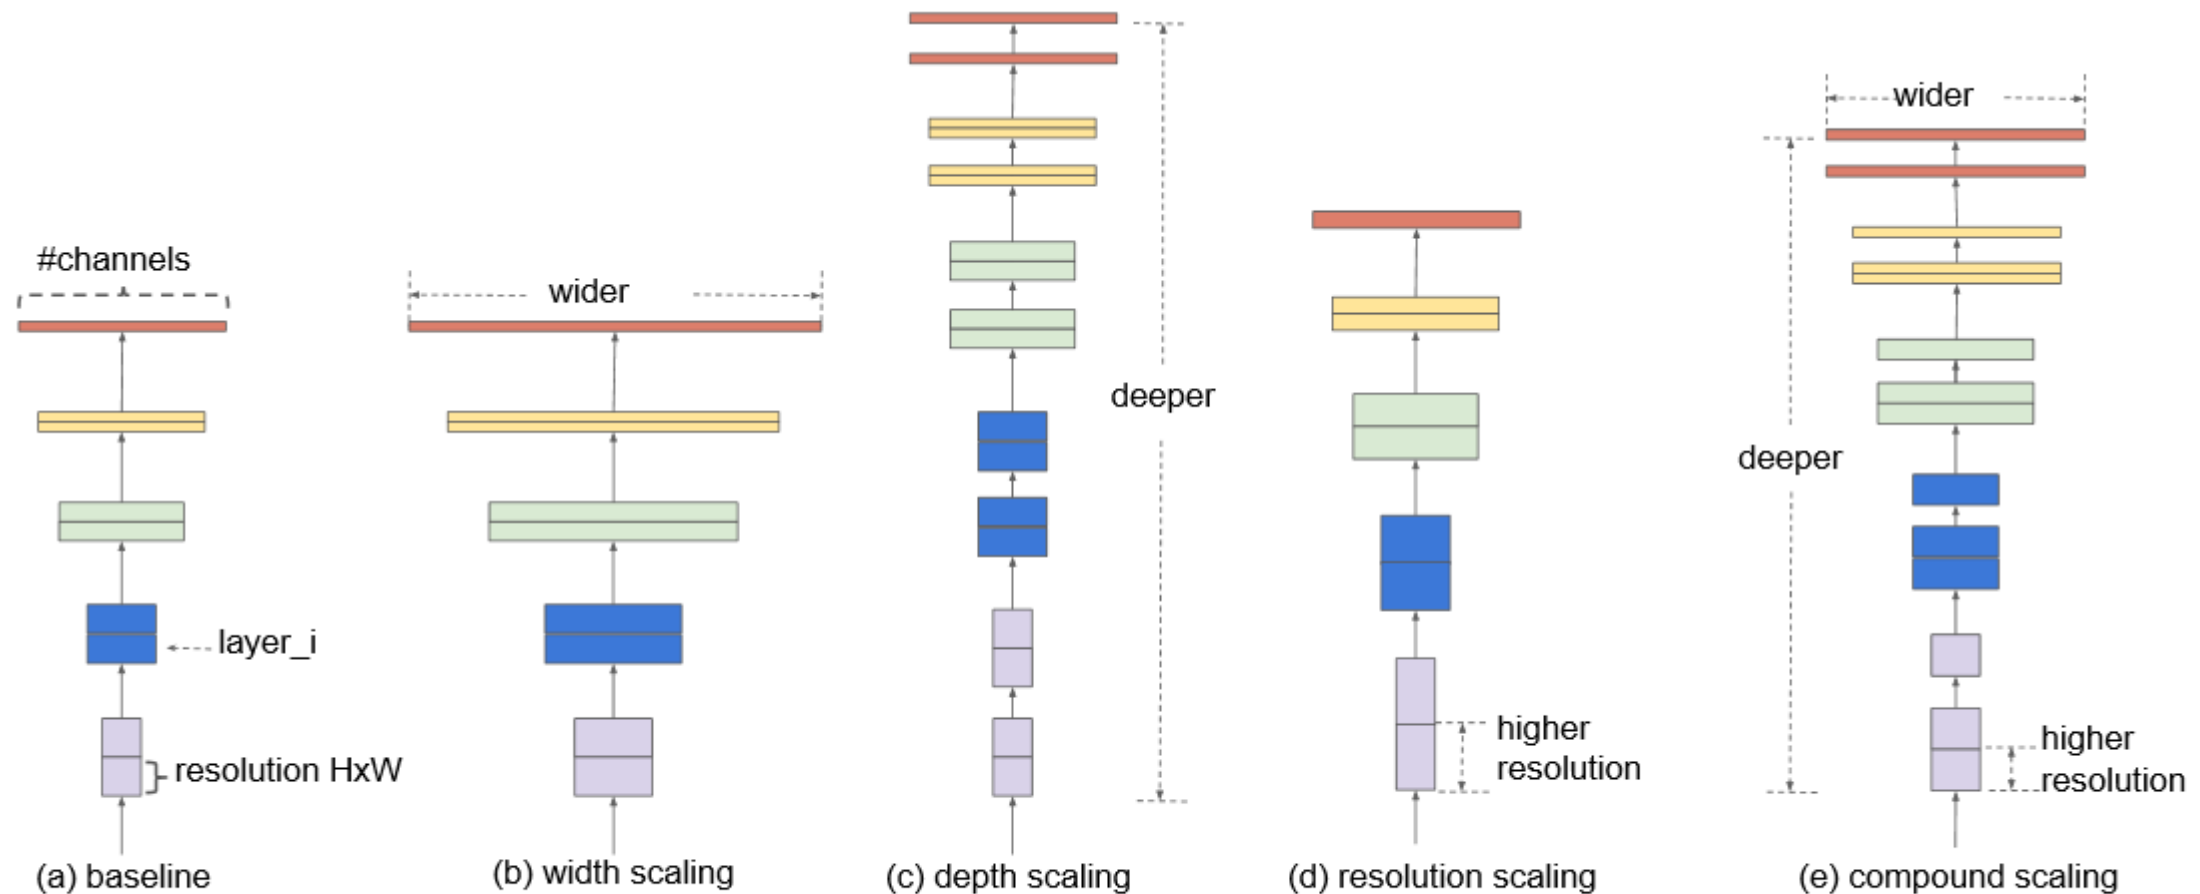 #channels
layer_i
resolution HxW
(a) baseline
wider
(b) width scaling
deeper
(c) depth scaling
higher
resolution
(d) resolution scaling
wider
deeper
higher
resolution
(e) compound scaling